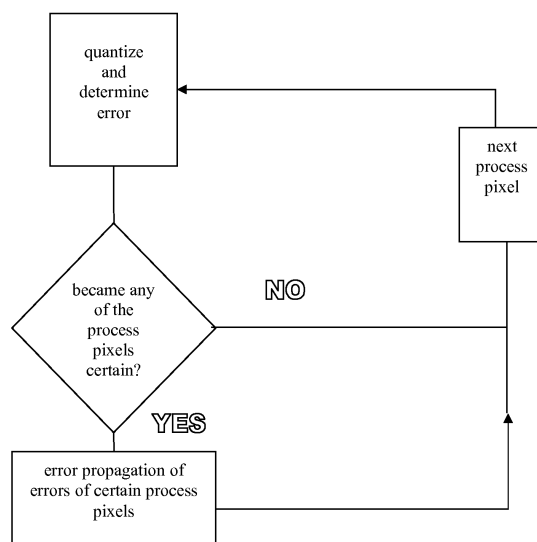 quantize
and
determine
error
next
process
pixel
became any
of the
process
pixels
certain?
NO
YES
error propagation of
errors of certain process
pixels